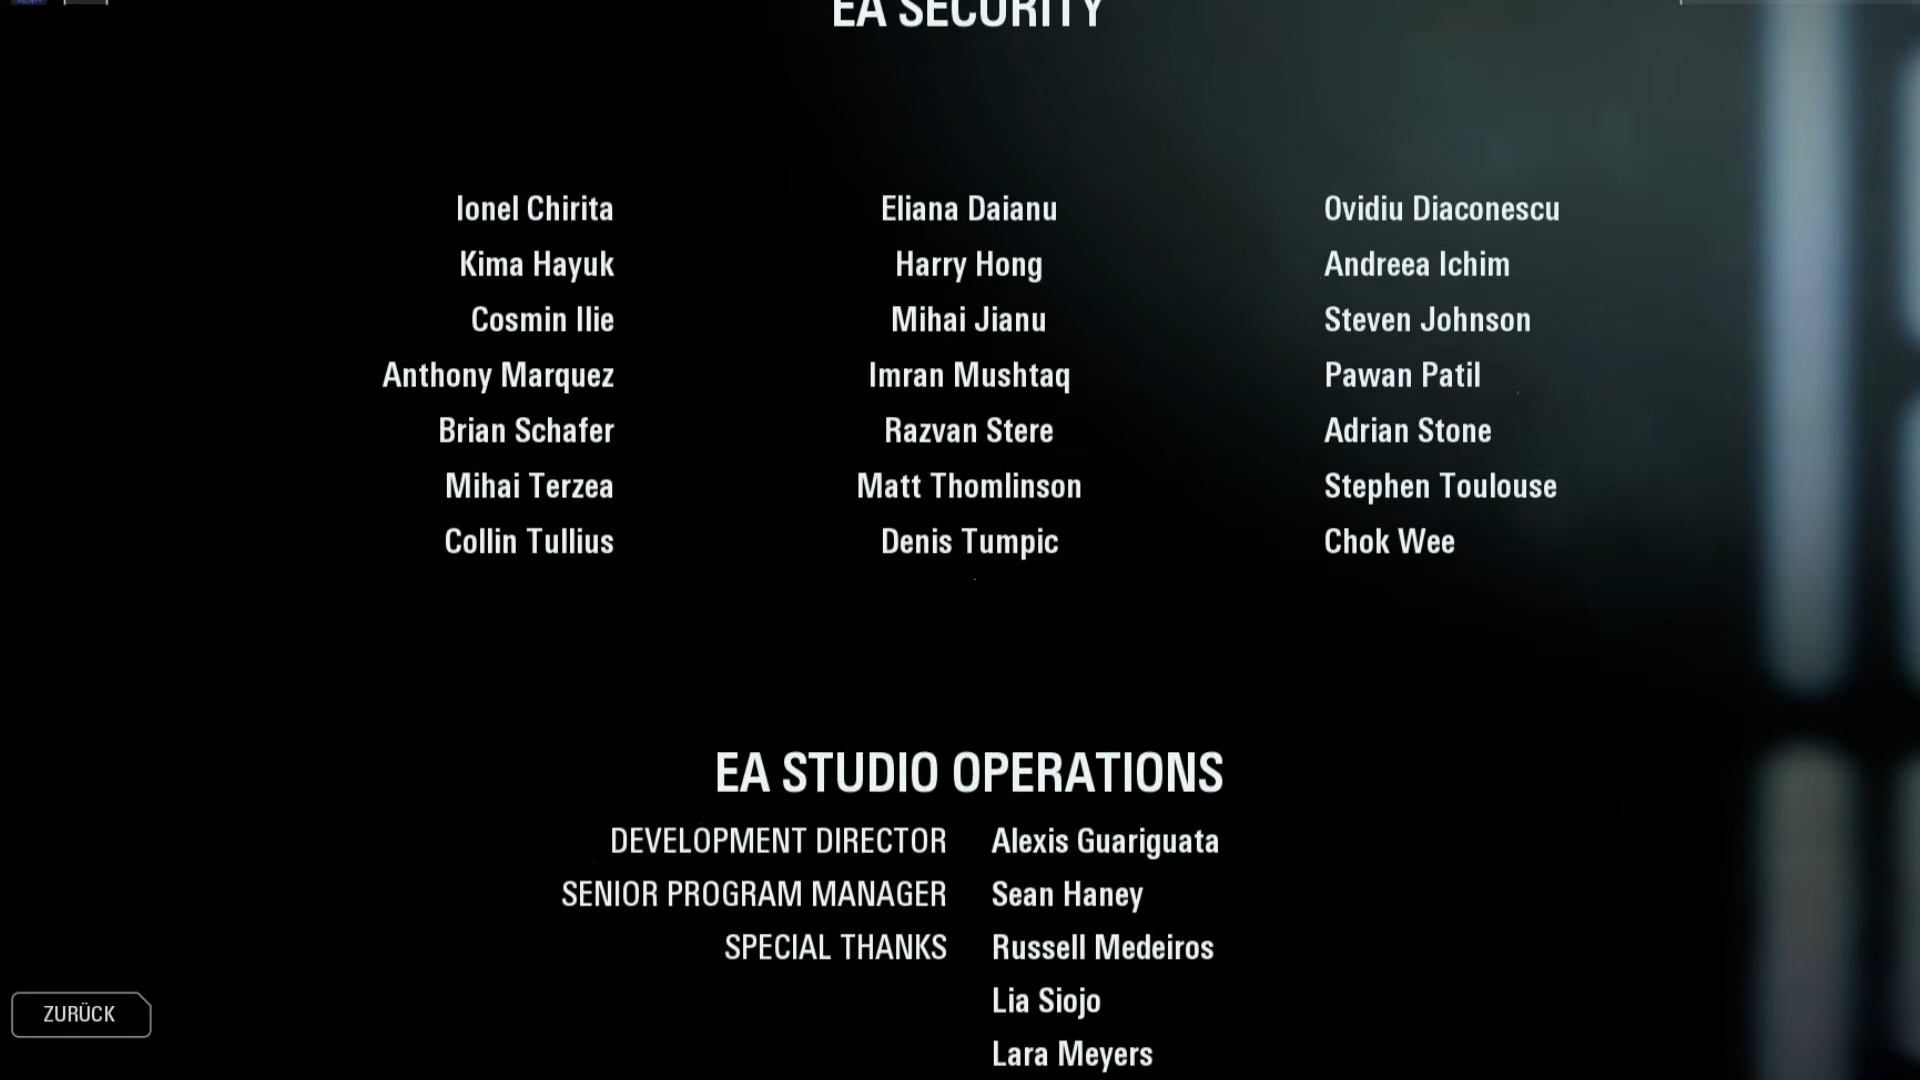 EA SECURITY
Ionel Chirita Eliana Daianu Ovidiu Diaconescu
Kima Hayuk Harry Hong Andreea Ichim
Cosmin Ilie Mihai Jianu Steven Johnson
Anthony Marquez Imran Mushtaq Pawan Patil
Brian Schafer Razvan Stere Adrian Stone
Mihai Terzea Matt Thomlinson Stephen Toulouse
Collin Tullius Denis Tumpic Chok Wee
EA STUDIO OPERATIONS
DEVELOPMENT DIRECTOR Alexis Guariguata
SENIOR PROGRAM MANAGER Sean Haney
SPECIAL THANKS Russell Medeiros
Lia Siojo
Lara Meyers
ZURÜCK